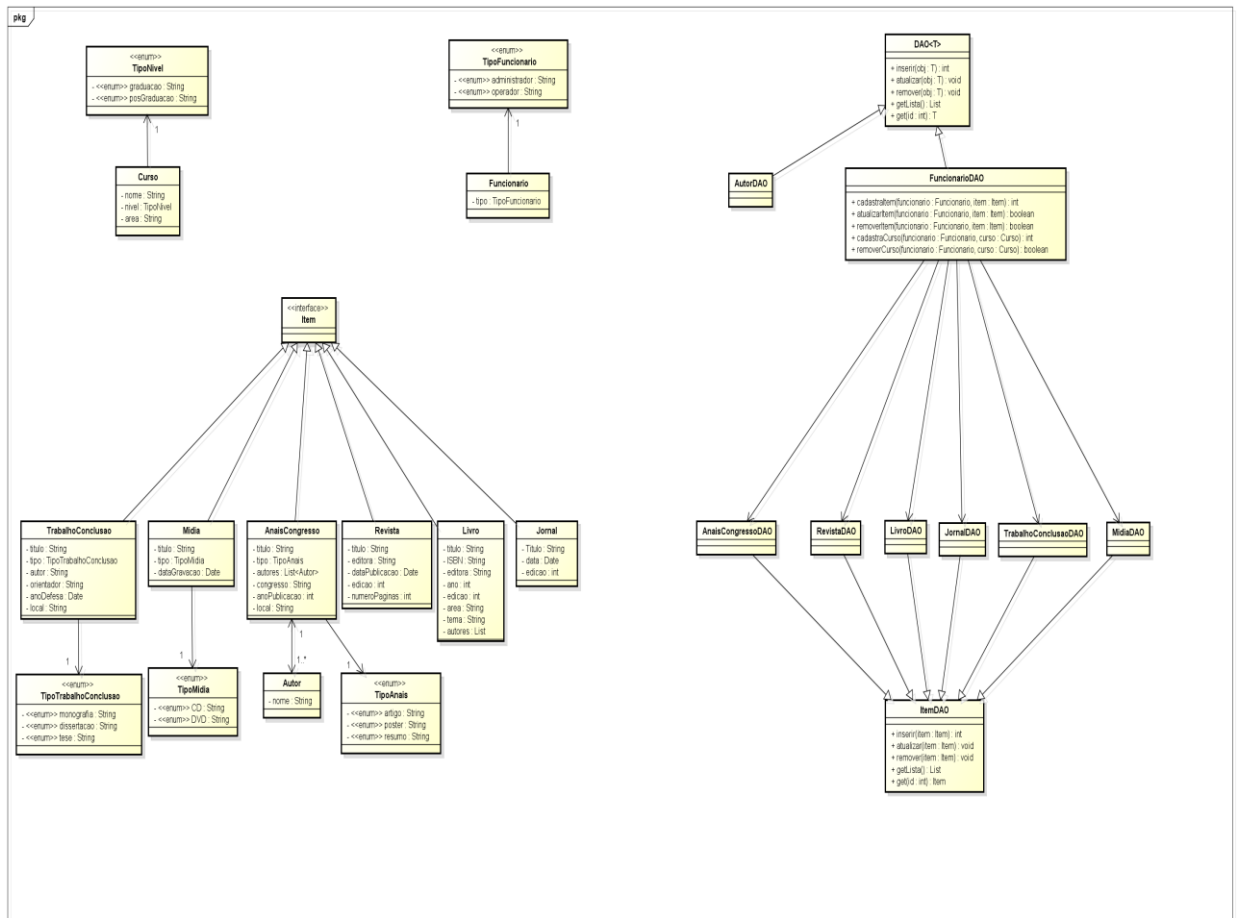 pkg
<<enum>>
TipoNivel
- <<enum>> graduacao : String
- <<enum>> posGraduacao : String
1
Curso
- nome : String
- nivel : TipoNivel
- area : String
<<enum>>
TipoFuncionario
- <<enum>> administrador : String
- <<enum>> operador : String
1
Funcionario
- tipo : TipoFuncionario
DAO<T>
+ inserir(obj : T) : int
+ atualizar(obj : T) : void
+ remover(obj : T) : void
+ getLista() : List
+ get(id : int) : T
AutorDAO
FuncionarioDAO
+ cadastraItem(funcionario : Funcionario, item : Item) : int
+ atualizarItem(funcionario : Funcionario, item : Item) : boolean
+ removerItem(funcionario : Funcionario, item : Item) : boolean
+ cadastraCurso(funcionario : Funcionario, curso : Curso) : int
+ removerCurso(funcionario : Funcionario, curso : Curso) : boolean
<<interface>>
Item
TrabalhoConclusao
- titulo : String
- tipo : TipoTrabalhoConclusao
- autor : String
- orientador : String
- anoDefesa : Date
- local : String
Midia
- titulo : String
- tipo : TipoMidia
- dataGravacao : Date
AnaisCongresso
- titulo : String
- tipo : TipoAnais
- autores : List<Autor>
- congresso : String
- anoPublicacao : int
- local : String
Revista
- titulo : String
- editora : String
- dataPublicacao : Date
- edicao : int
- numeroPaginas : int
Livro
- titulo : String
- ISBN : String
- editora : String
- ano : int
- edicao : int
- area : String
- tema : String
- autores : List
Jornal
- Titulo : String
- data : Date
- edicao : int
1
1
1
1..*
1
<<enum>>
TipoTrabalhoConclusao
- <<enum>> monografia : String
- <<enum>> dissertacao : String
- <<enum>> tese : String
<<enum>>
TipoMidia
- <<enum>> CD : String
- <<enum>> DVD : String
Autor
- nome : String
<<enum>>
TipoAnais
- <<enum>> artigo : String
- <<enum>> poster : String
- <<enum>> resumo : String
AnaisCongressoDAO
RevistaDAO
LivroDAO
JornalDAO
TrabalhoConclusaoDAO
MidiaDAO
ItemDAO
+ inserir(item : Item) : int
+ atualizar(item : Item) : void
+ remover(item : Item) : void
+ getLista() : List
+ get(id : int) : Item